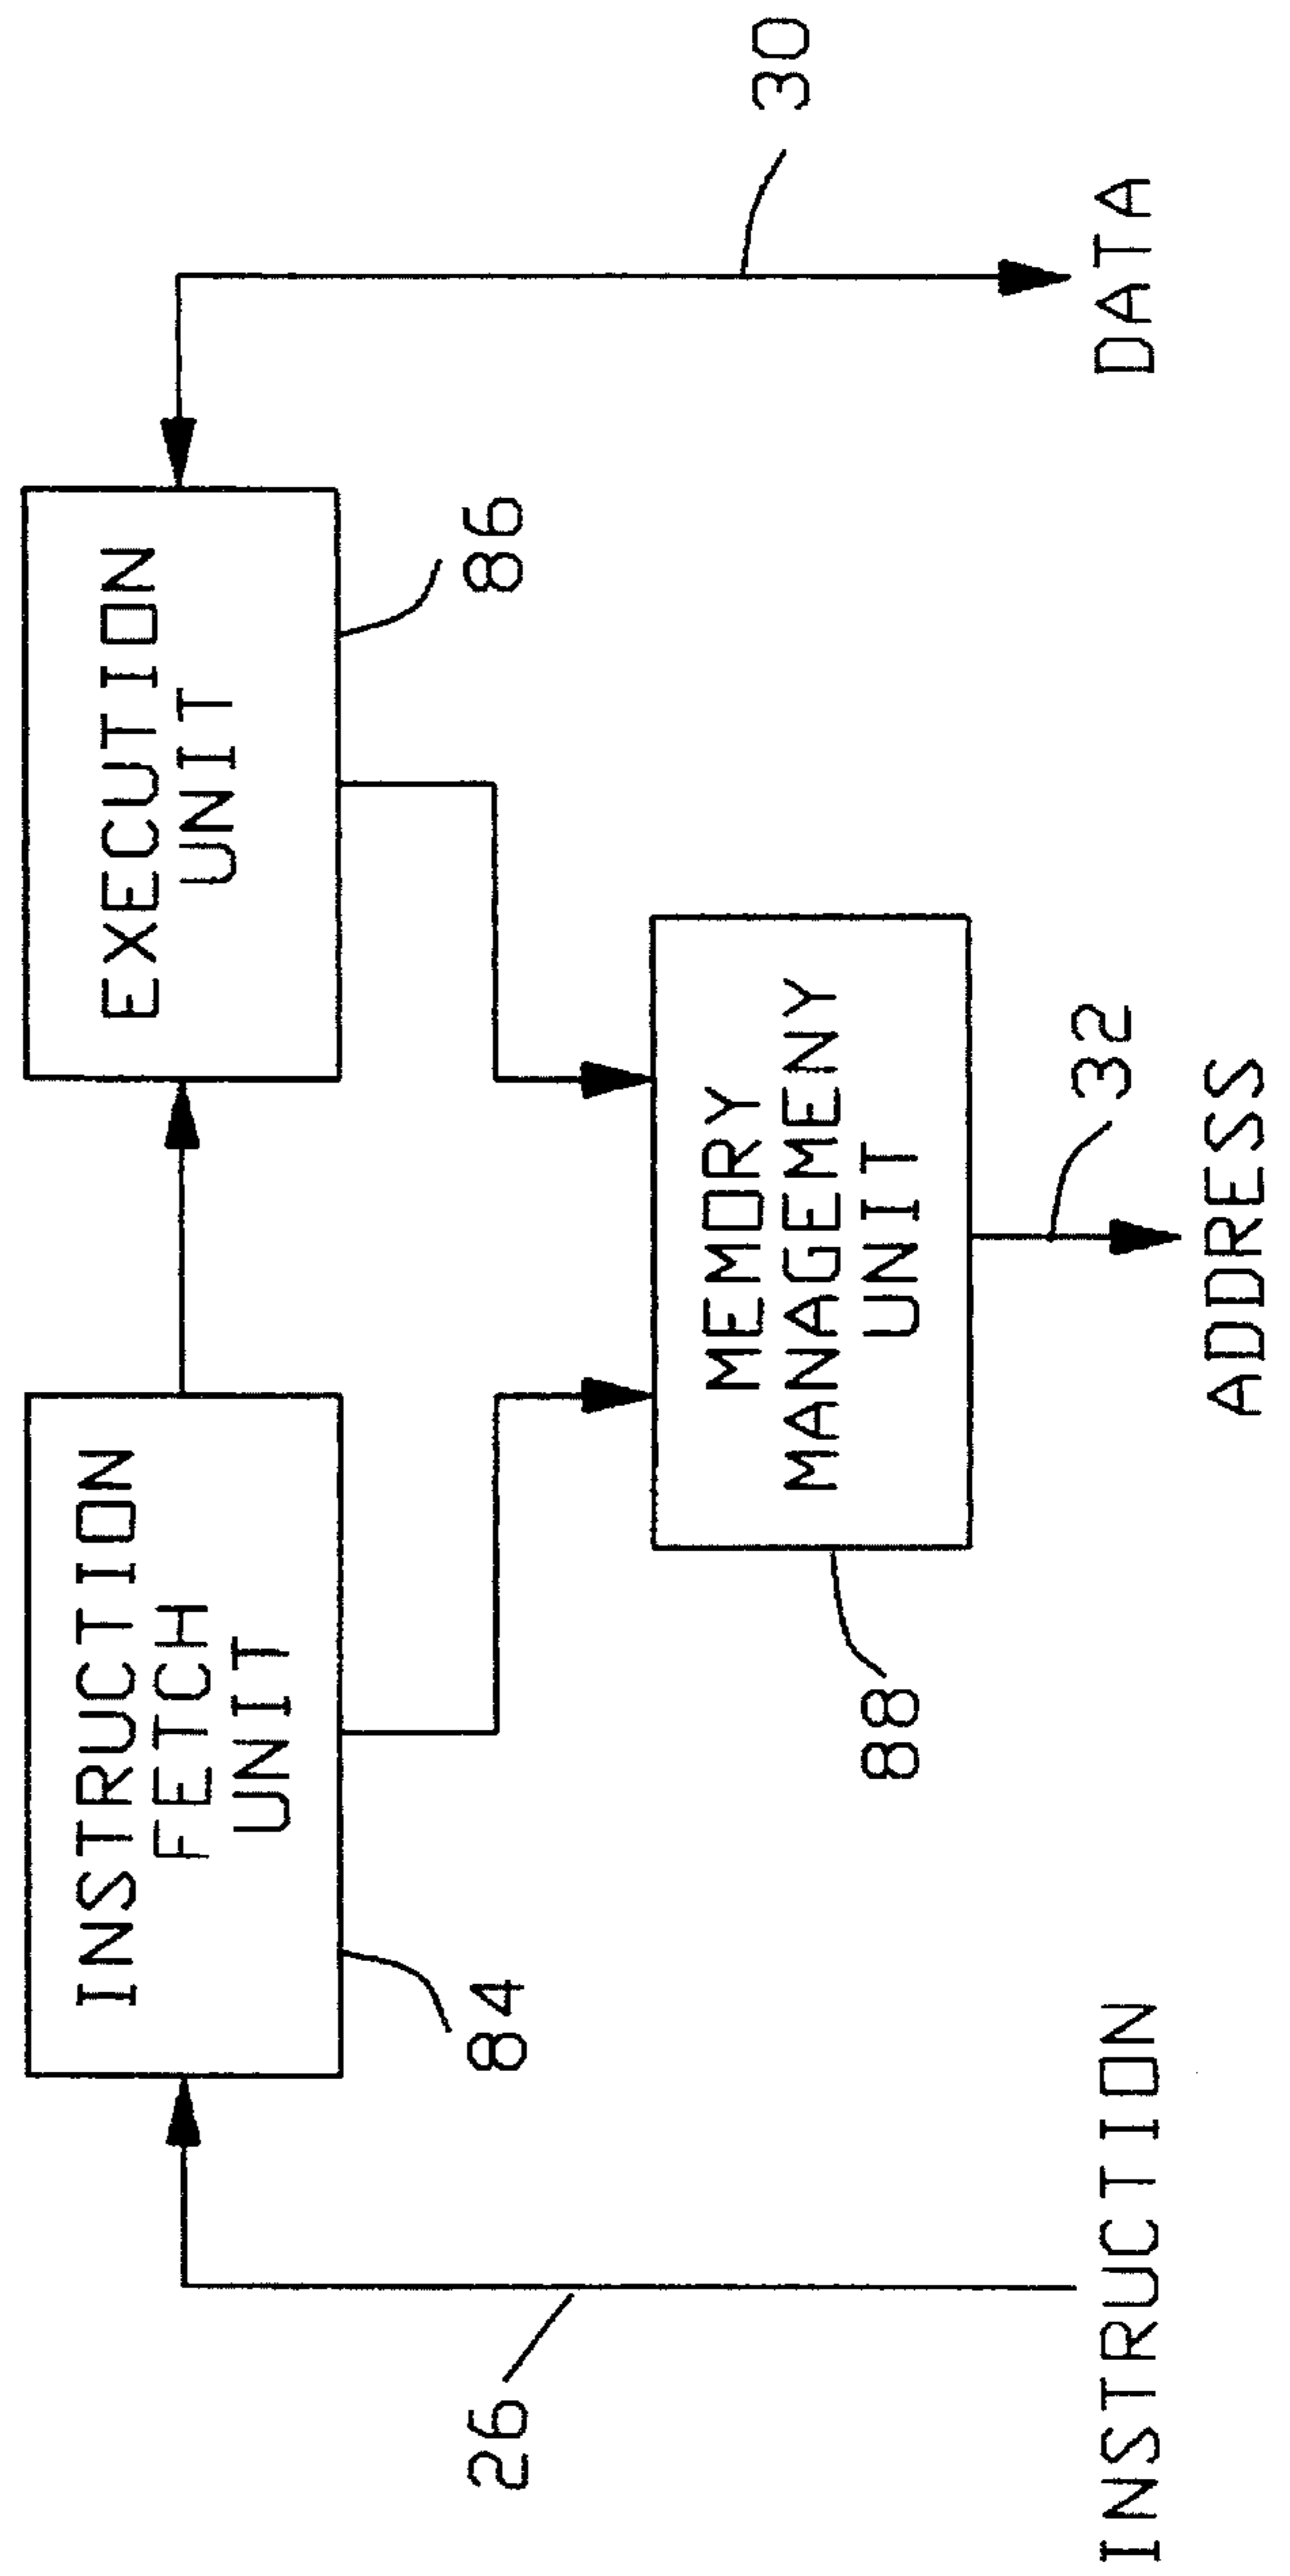 INSTRUCTION
FETCH
UNIT
EXECUTION
UNIT
84
86
30
26
MEMORY
MANAGEMENY
UNIT
88
32
INSTRUCTION
ADDRESS
DATA